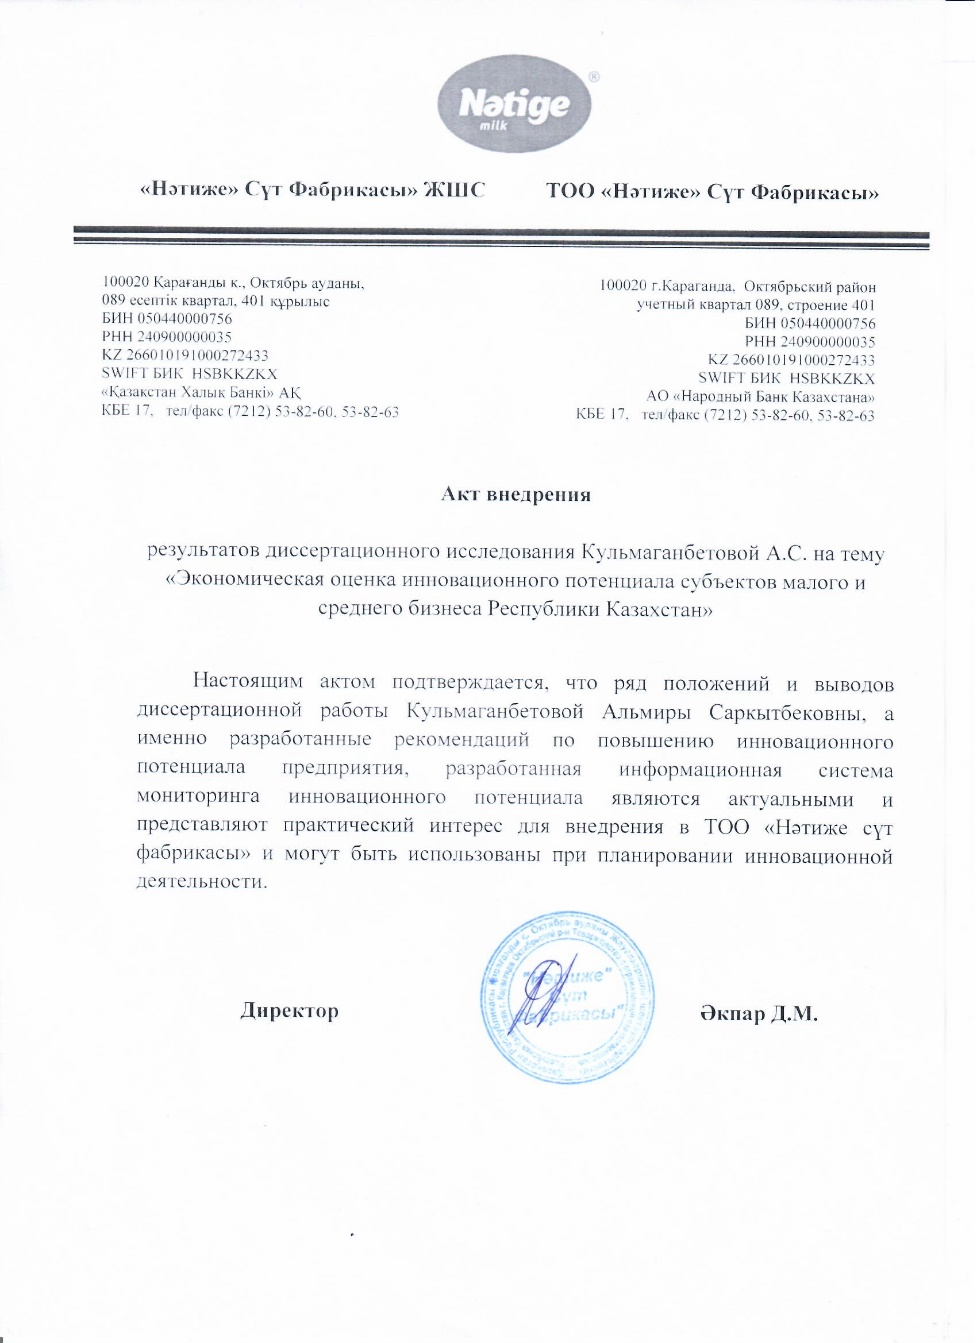 Nətige
milk
®
«Нәтиже» Сүт Фабрикасы» ЖШС
ТОО «Нәтиже» Сүт Фабрикасы»
100020 Қарағанды к., Октябрь ауданы,
089 есептік квартал, 401 құрылыс
БИН 050440000756
РНН 240900000035
KZ 266010191000272433
SWIFT БИК HSBKKZKX
«Қазакстан Халык Банкі» АҚ
КБЕ 17, тел/факс (7212) 53-82-60, 53-82-63
100020 г.Караганда, Октябрьский район
учетный квартал 089, строение 401
БИН 050440000756
РНН 240900000035
KZ 266010191000272433
SWIFT БИК HSBKKZKX
АО «Народный Банк Казахстана»
КБЕ 17, тел/факс (7212) 53-82-60, 53-82-63
Акт внедрения
результатов диссертационного исследования Кульмаганбетовой А.С. на тему
«Экономическая оценка инновационного потенциала субъектов малого и
среднего бизнеса Республики Казахстан»
Настоящим актом подтверждается, что ряд положений и выводов
диссертационной работы Кульмаганбетовой Альмиры Саркытбековны, а
именно разработанные рекомендаций по повышению инновационного
потенциала предприятия, разработанная информационная система
мониторинга инновационного потенциала являются актуальными и
представляют практический интерес для внедрения в ТОО «Нәтиже сүт
фабрикасы» и могут быть использованы при планировании инновационной
деятельности.
Директор
"Нәтиже"
Сүт
Фабрикасы"
Әкпар Д.М.